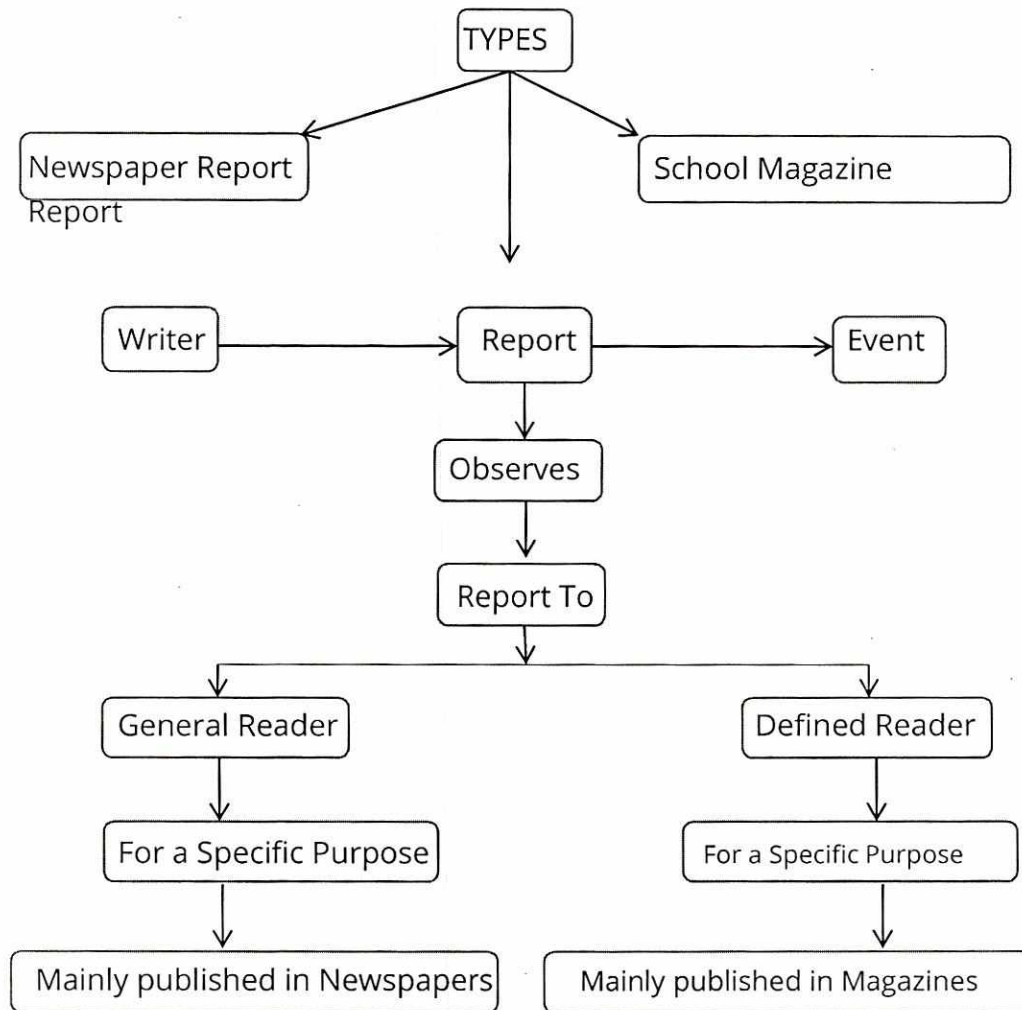 TYPES
Newspaper Report
School Magazine
Report
Writer
Report
Event
Observes
Report To
General Reader
Defined Reader
For a Specific Purpose
For a Specific Purpose
Mainly published in Newspapers
Mainly published in Magazines